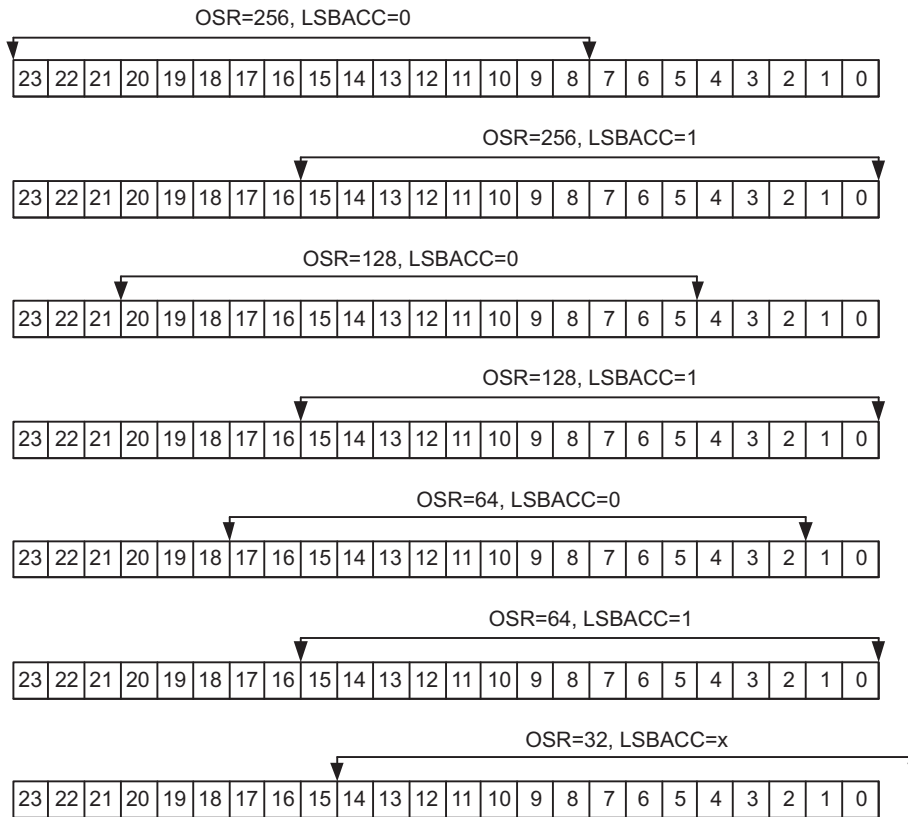 OSR=256, LSBACC=0
23 22 21 20 19 18 17 16 15 14 13 12 11 10 9 8 7 6 5 4 3 2 1 0
OSR=256, LSBACC=1
23 22 21 20 19 18 17 16 15 14 13 12 11 10 9 8 7 6 5 4 3 2 1 0
OSR=128, LSBACC=0
23 22 21 20 19 18 17 16 15 14 13 12 11 10 9 8 7 6 5 4 3 2 1 0
OSR=128, LSBACC=1
23 22 21 20 19 18 17 16 15 14 13 12 11 10 9 8 7 6 5 4 3 2 1 0
OSR=64, LSBACC=0
23 22 21 20 19 18 17 16 15 14 13 12 11 10 9 8 7 6 5 4 3 2 1 0
OSR=64, LSBACC=1
23 22 21 20 19 18 17 16 15 14 13 12 11 10 9 8 7 6 5 4 3 2 1 0
OSR=32, LSBACC=x
23 22 21 20 19 18 17 16 15 14 13 12 11 10 9 8 7 6 5 4 3 2 1 0